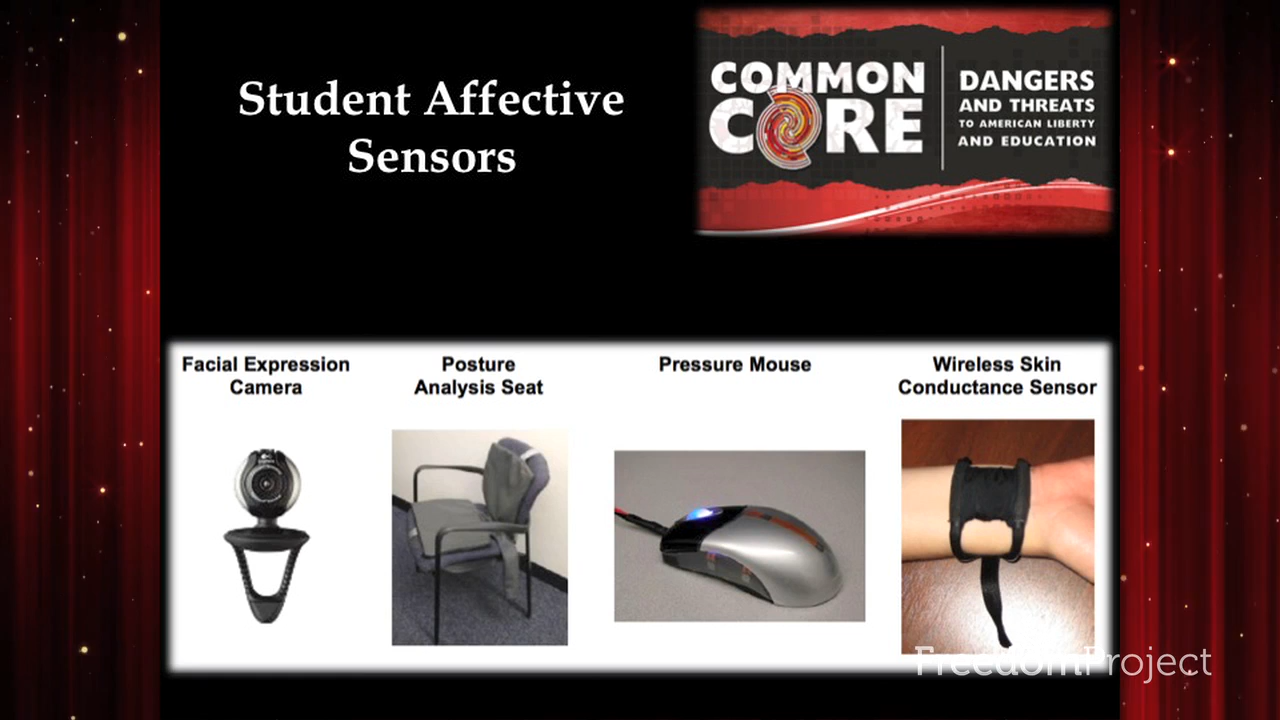 Student Affective
Sensors
COMMON
CORE
DANGERS
AND THREATS
TO AMERICAN LIBERTY
AND EDUCATION
Facial Expression
Camera
Posture
Analysis Seat
Pressure Mouse
Wireless Skin
Conductance Sensor
FreedomProject